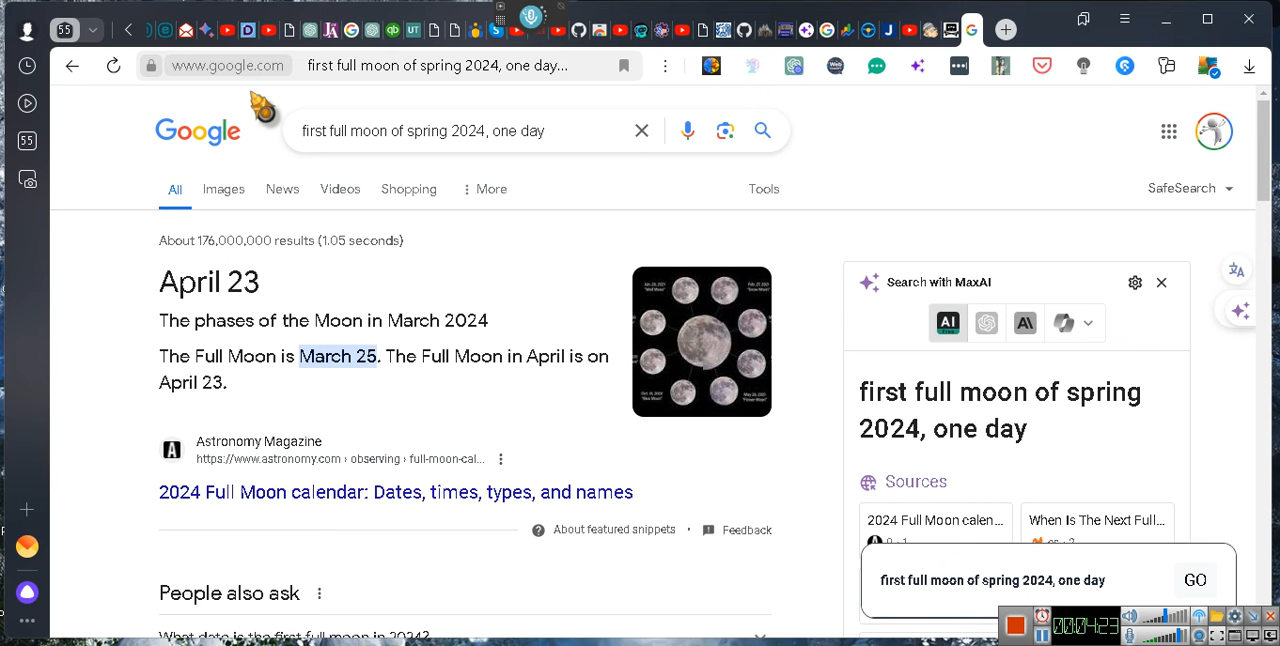 55
www.google.com
first full moon of spring 2024, one day...
55
Google
first full moon of spring 2024, one day
All
Images
News
Videos
Shopping
More
Tools
SafeSearch
About 176,000,000 results (1.05 seconds)
April 23
The phases of the Moon in March 2024
The Full Moon is March 25. The Full Moon in April is on
April 23.
Astronomy Magazine
https://www.astronomy.com › observing › full-moon-cal...
2024 Full Moon calendar: Dates, times, types, and names
About featured snippets
Feedback
People also ask
What date is the first full moon in 2024?
Search with MaxAI
AI
first full moon of spring
2024, one day
Sources
2024 Full Moon calen...
When Is The Next Full...
first full moon of spring 2024, one day
GO
00:04:23